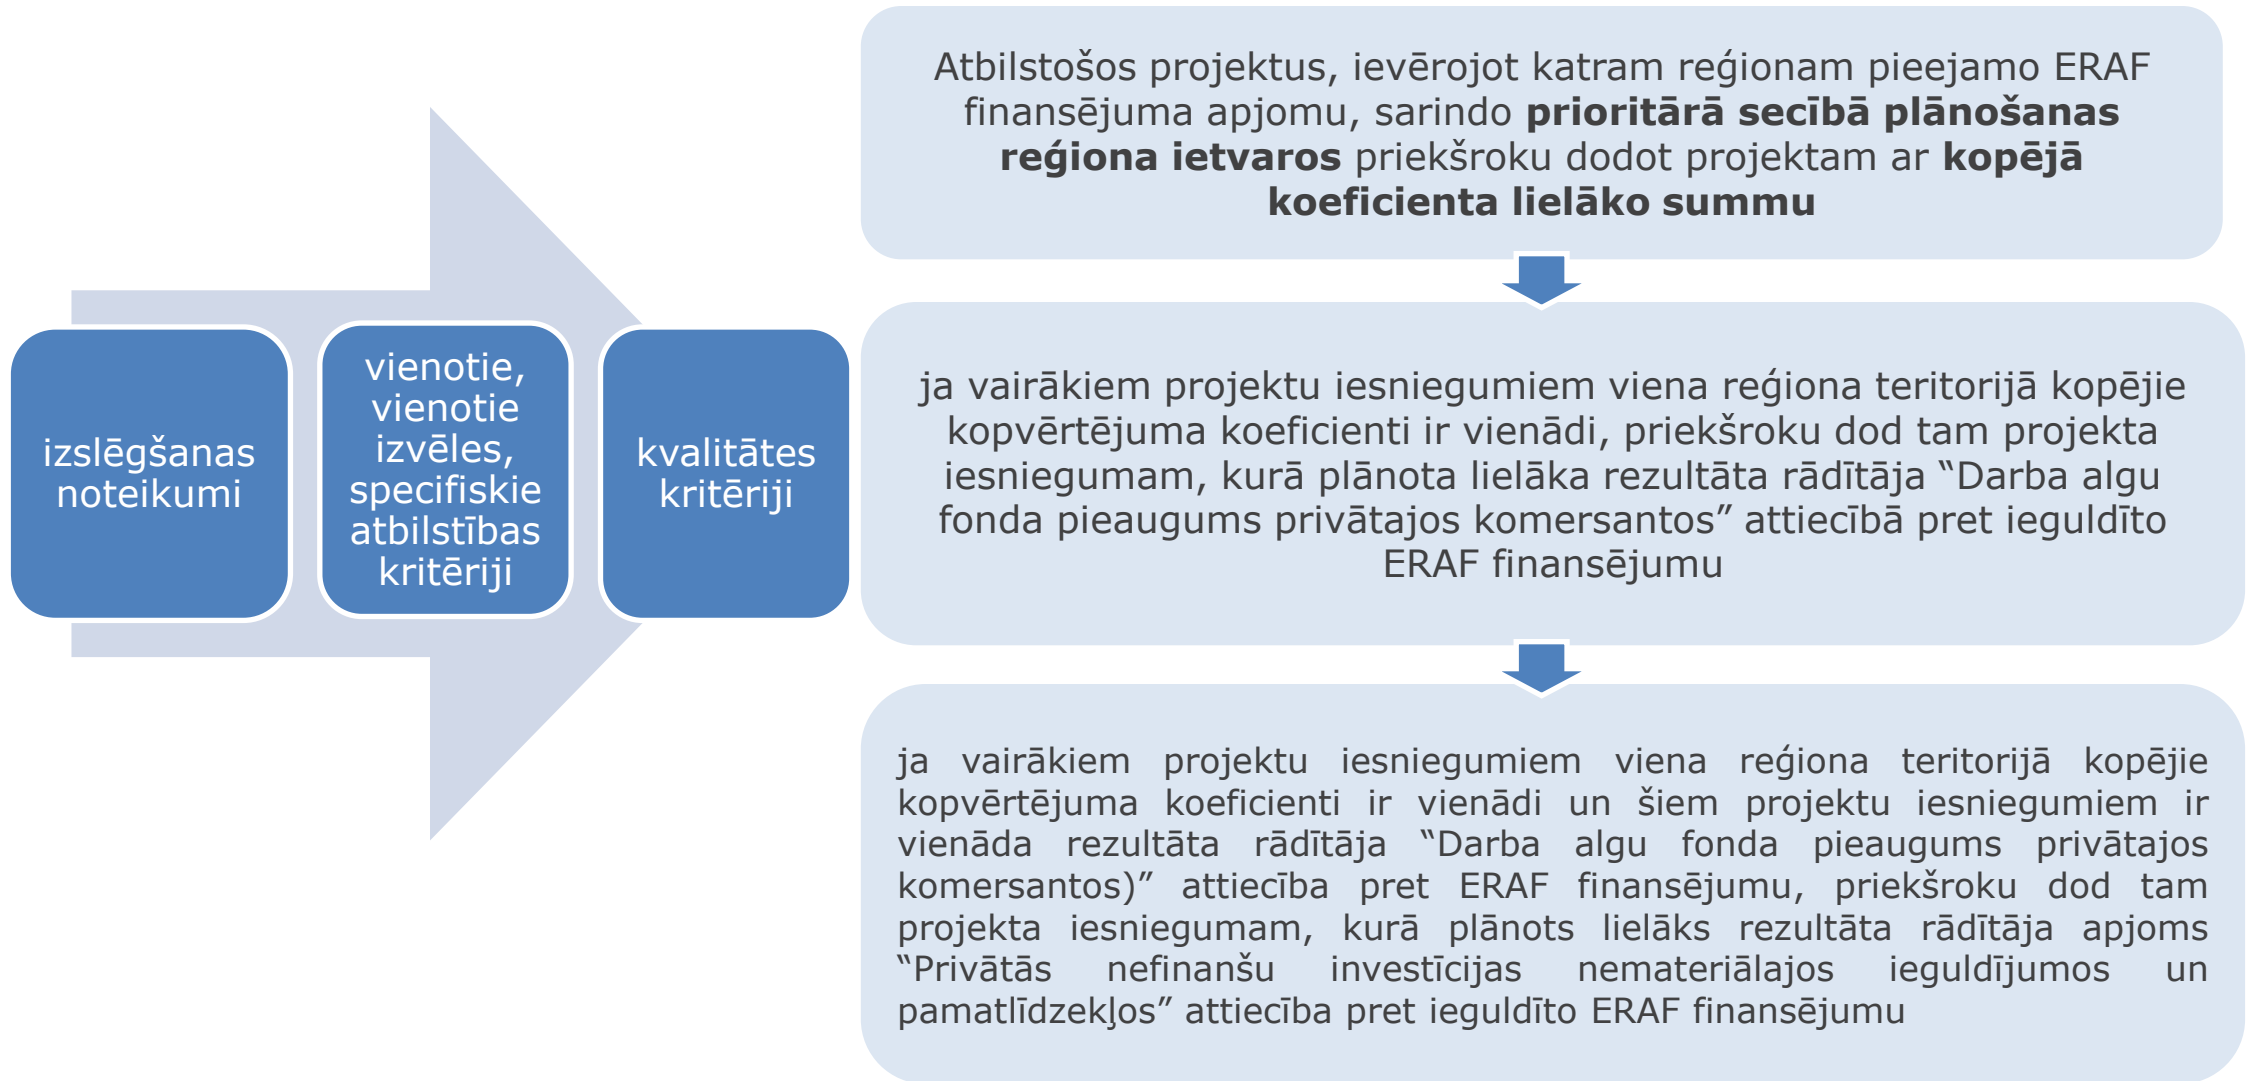 izslēgšanas
noteikumi
vienotie,
vienotie
izvēles,
specifiskie
atbilstības
kritēriji
kvalitātes
kritēriji
Atbilstošos projektus, ievērojot katram reģionam pieejamo ERAF
finansējuma apjomu, sarindo prioritārā secībā plānošanas
reģiona ietvaros priekšroku dodot projektam ar kopējā
koeficienta lielāko summu
ja vairākiem projektu iesniegumiem viena reģiona teritorijā kopējie
kopvērtējuma koeficienti ir vienādi, priekšroku dod tam projekta
iesniegumam, kurā plānota lielāka rezultāta rādītāja “Darba algu
fonda pieaugums privātajos komersantos” attiecībā pret ieguldīto
ERAF finansējumu
ja vairākiem projektu iesniegumiem viena reģiona teritorijā kopējie
kopvērtējuma koeficienti ir vienādi un šiem projektu iesniegumiem ir
vienāda rezultāta rādītāja “Darba algu fonda pieaugums privātajos
komersantos)” attiecība pret ERAF finansējumu, priekšroku dod tam
projekta iesniegumam, kurā plānots lielāks rezultāta rādītāja apjoms
“Privātās nefinanšu investīcijas nemateriālajos ieguldījumos un
pamatlīdzekļos” attiecība pret ieguldīto ERAF finansējumu